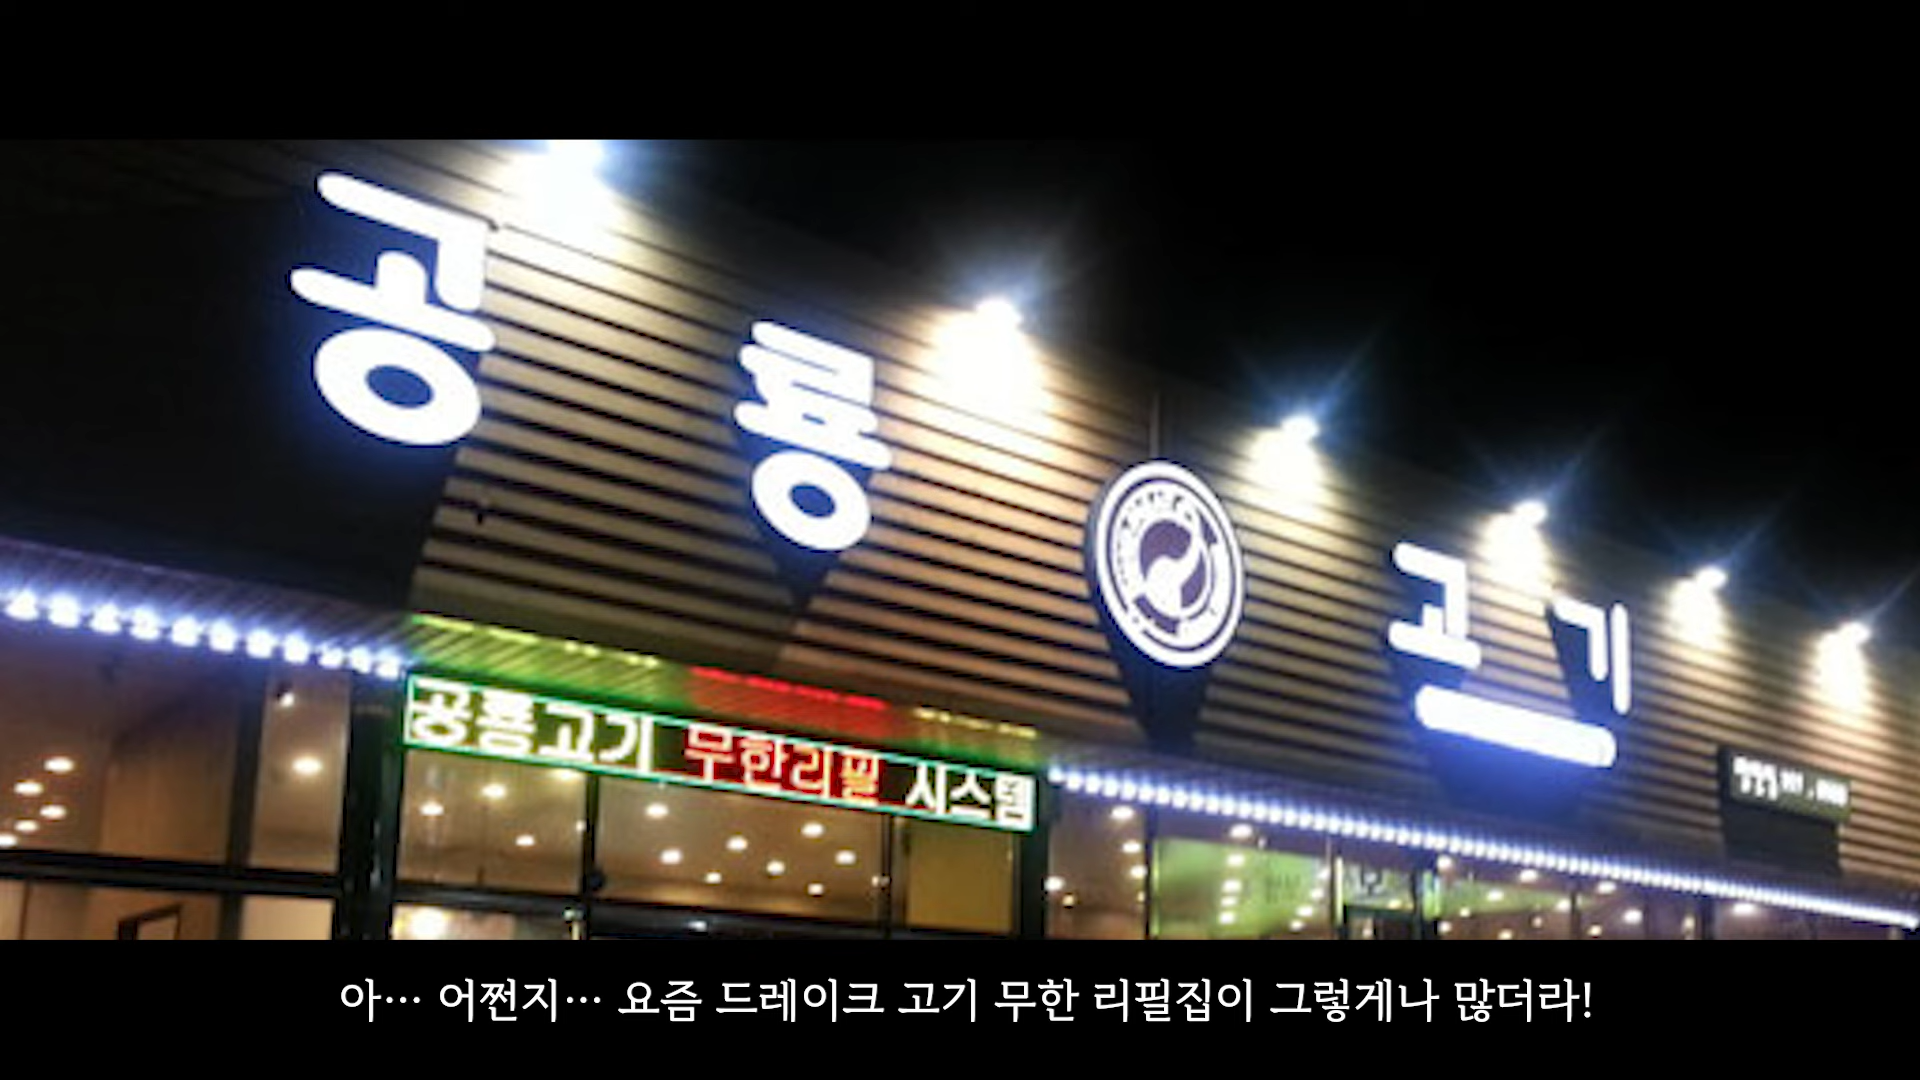 공룡 고기
공룡고기 무한리필 시스템
아… 어쩐지… 요즘 드레이크 고기 무한 리필집이 그렇게나 많더라!